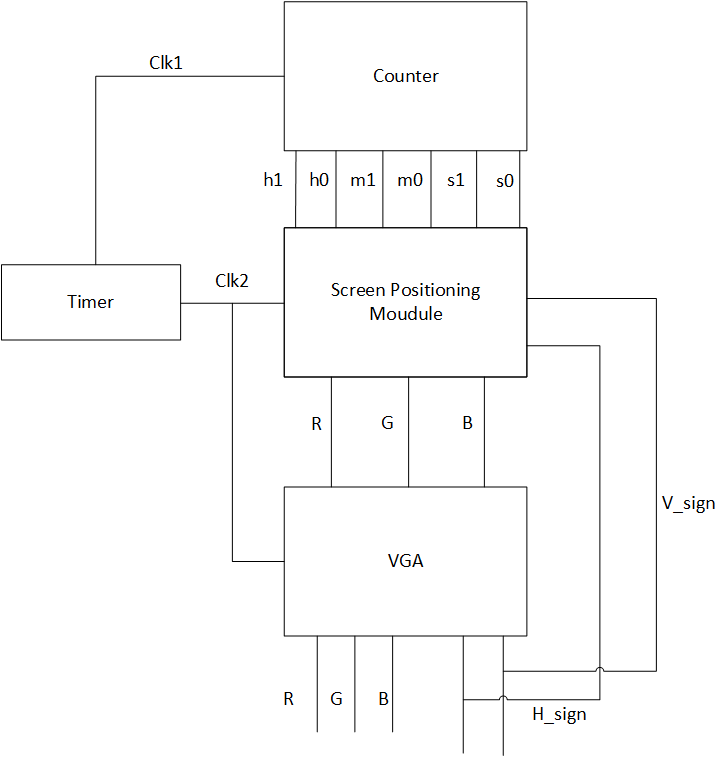 Clk1
Counter
h1
h0
m1
m0
s1
s0
Clk2
Timer
Screen Positioning
Moudule
R
G
B
V_sign
VGA
R
G
B
H_sign